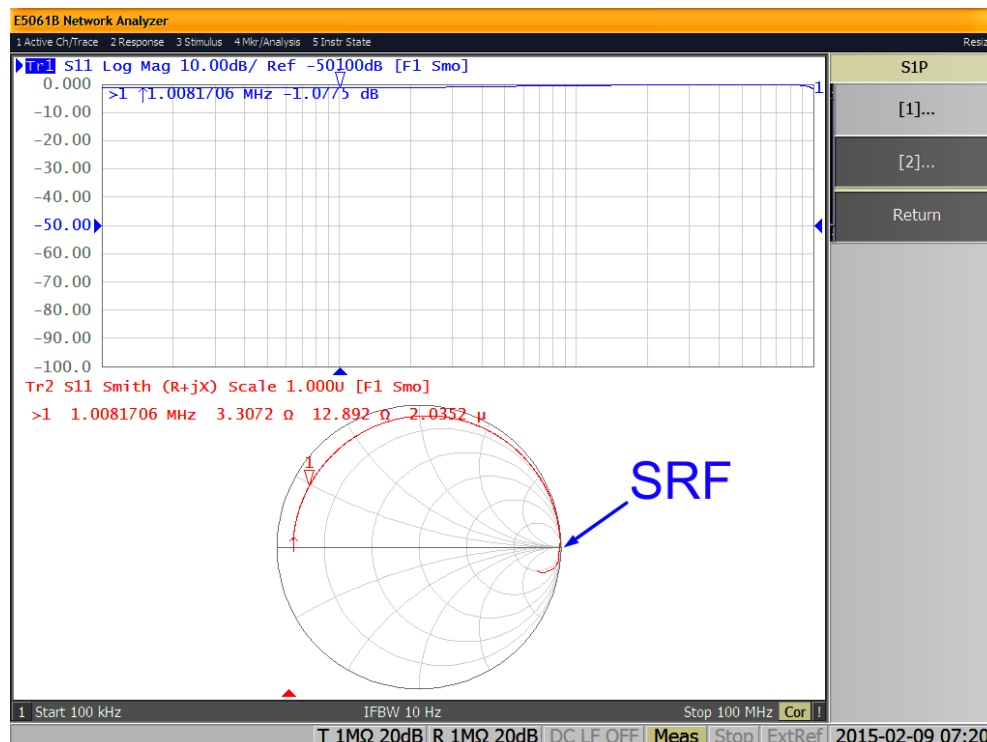 E5061B Network Analyzer
1 Active Ch/Trace 2 Response 3 Stimulus 4 Mkr/Analysis 5 Instr State
Resiz
Tr1 S11 Log Mag 10.00dB/ Ref -50.00dB [F1 Smo]
S1P
0.000
>1 ↑1.0081706 MHz -1.0775 dB
1
1
[1]...
-10.00
-20.00
[2]...
-30.00
-40.00
Return
-50.00
-60.00
-70.00
-80.00
-90.00
-100.0
Tr2 S11 Smith (R+jX) Scale 1.000U [F1 Smo]
>1 1.0081706 MHz 3.3072 Ω 12.892 Ω 2.0352 μ
1
SRF
1 Start 100 kHz IFBW 10 Hz Stop 100 MHz Cor !
T 1MΩ 20dB R 1MΩ 20dB DC LF OFF Meas Stop ExtRef 2015-02-09 07:20